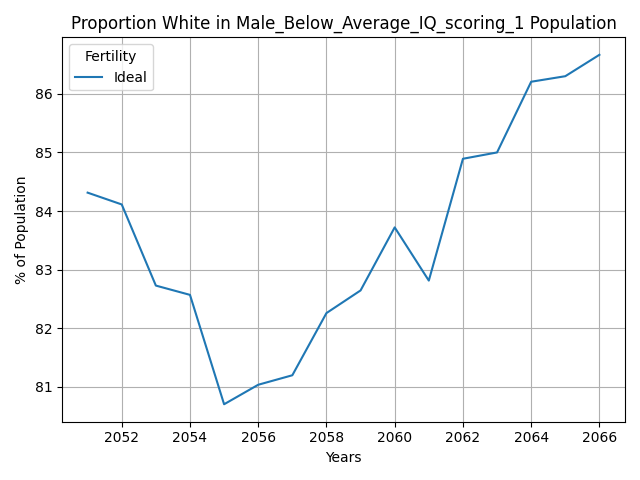 Proportion White in Male_Below_Average_IQ_scoring_1 Population
Fertility
Ideal
% of Population
86
85
84
83
82
81
2052 2054 2056 2058 2060 2062 2064 2066
Years